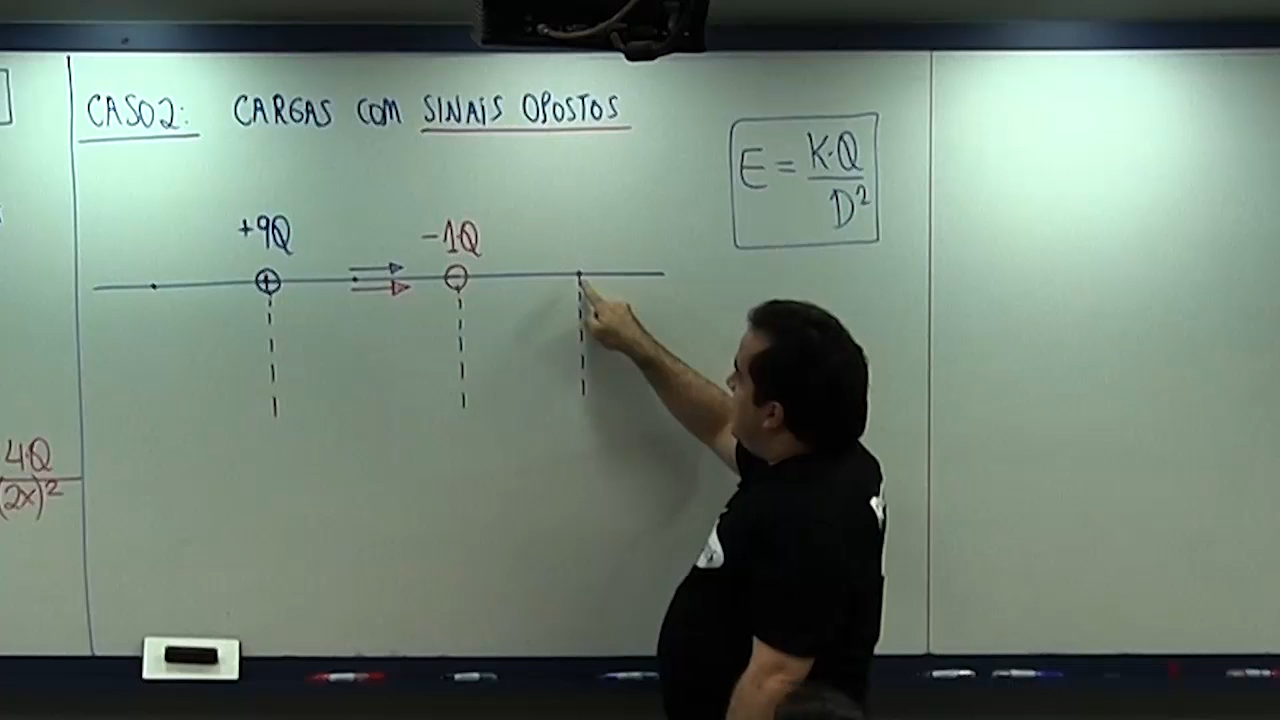 CASO 2: CARGAS COM SINAIS OPOSTOS
E = K·Q / D²
+9Q
-1Q
4Q
(2x)²